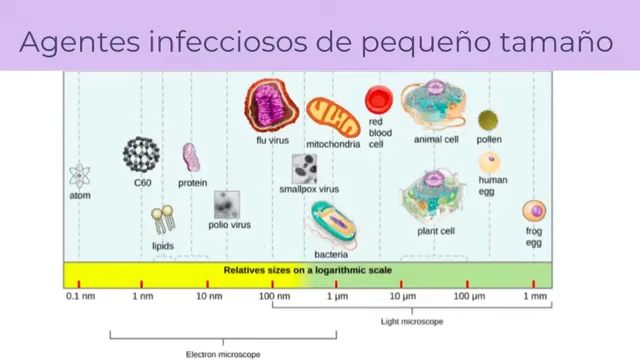 Agentes infecciosos de pequeño tamaño
flu virus
mitochondria
red
blood
cell
animal cell
pollen
atom
C60
protein
smallpox virus
human
egg
polio virus
lipids
bacteria
plant cell
frog
egg
Relatives sizes on a logarithmic scale
0.1 nm 1 nm 10 nm 100 nm 1 µm 10 µm 100 µm 1 mm
Light microscope
Electron microscope